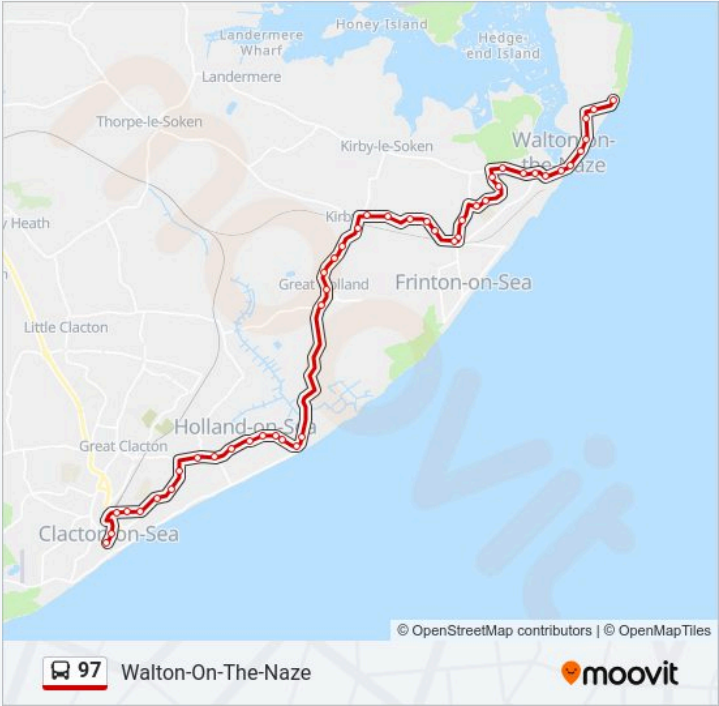 Honey Island
Landermere
Wharf
Hedge-
end Island
Landermere
Thorpe-le-Soken
Kirby-le-Soken
Walton-on-
the-Naze
Kirb
y Heath
Great Holland
Frinton-on-Sea
Little Clacton
Holland-on-Sea
Great Clacton
Clacton-on-Sea
moovit
© OpenStreetMap contributors | © OpenMapTiles
97 Walton-On-The-Naze
moovit